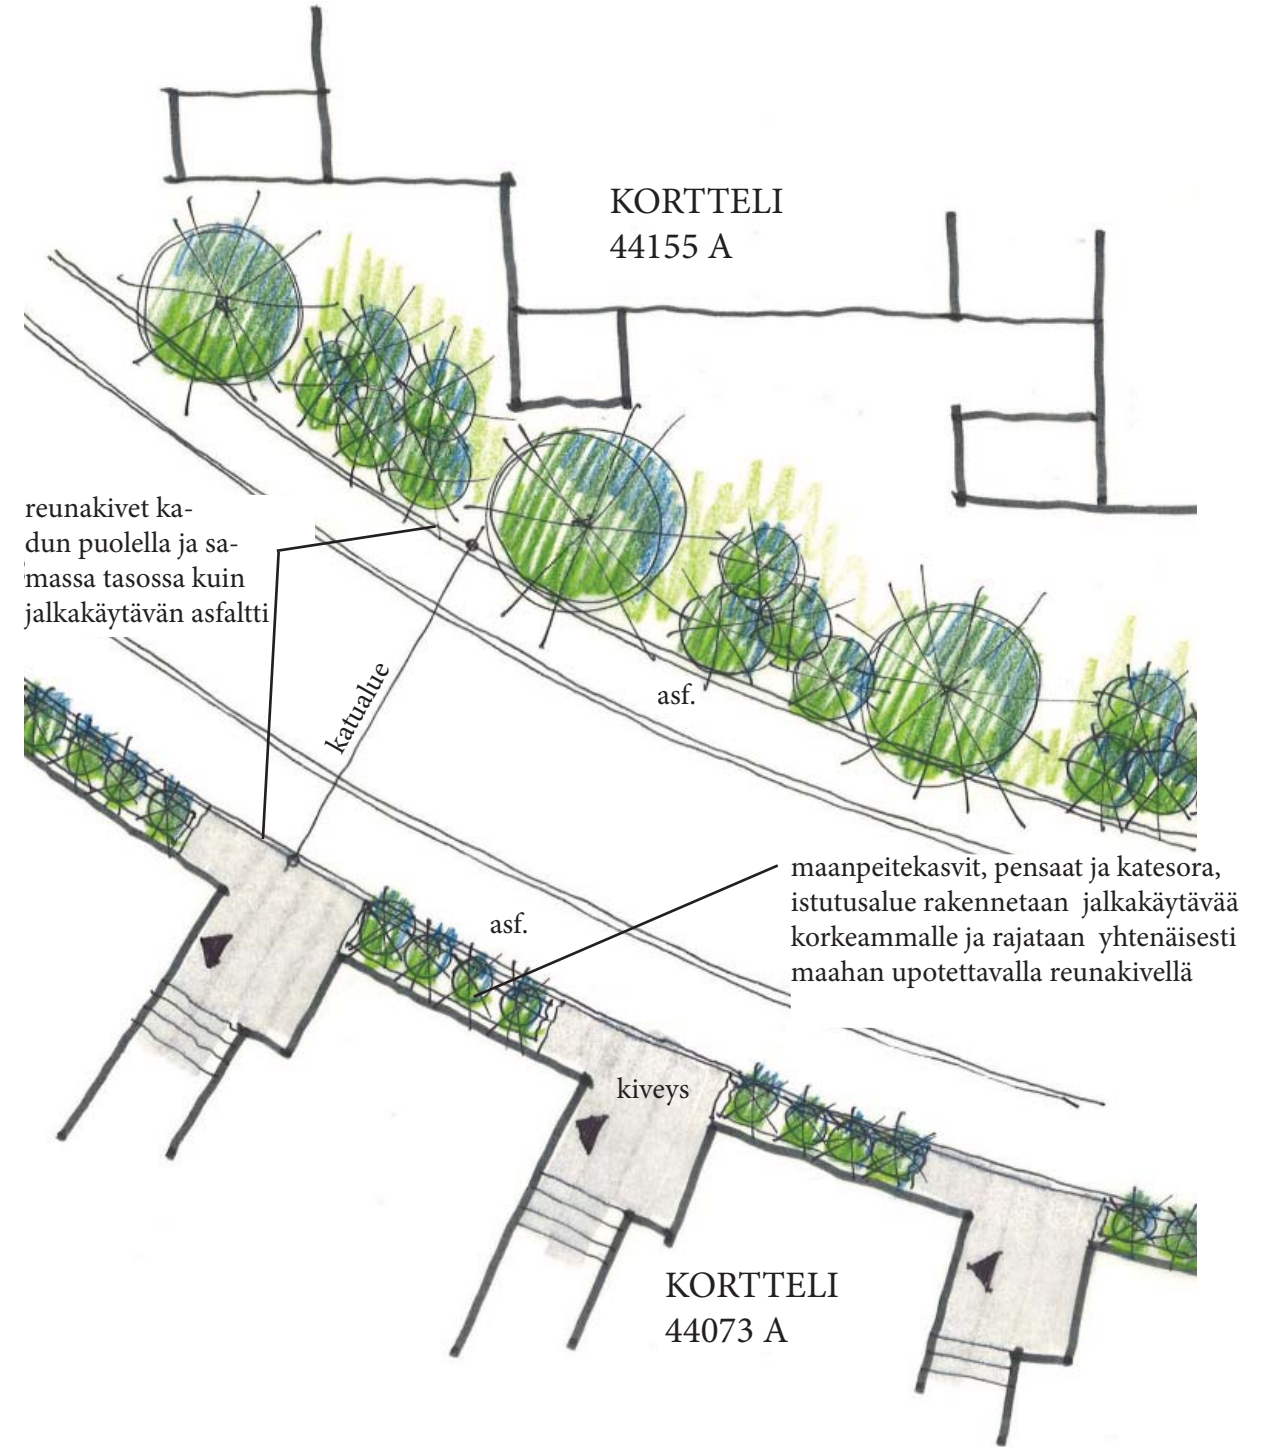 KORTTELI
44155 A
reunakivet ka-
dun puolella ja sa-
massa tasossa kuin
jalkakäytävän asfaltti
katualue
asf.
maanpeitekasvit, pensaat ja katesora,
istutusalue rakennetaan jalkakäytävää
korkeammalle ja rajataan yhtenäisesti
maahan upotettavalla reunakivellä
asf.
kiveys
KORTTELI
44073 A